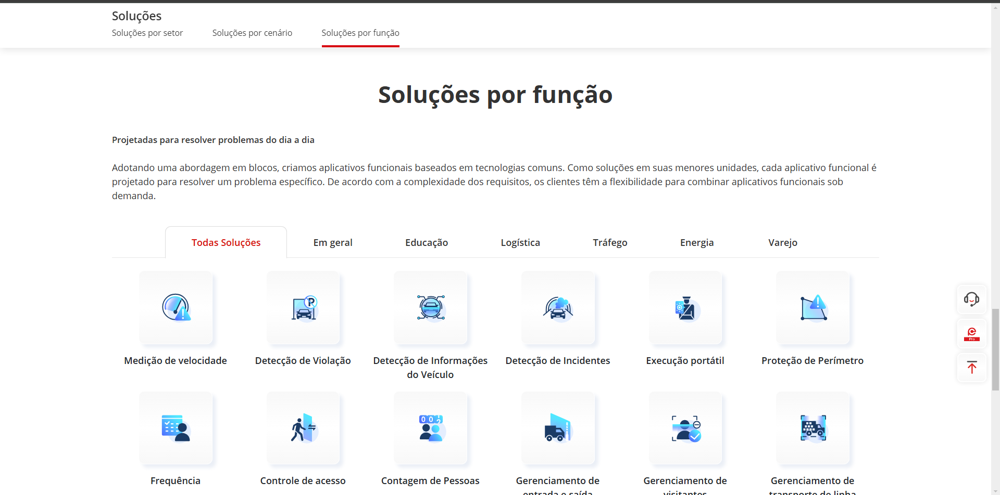 Soluções
Soluções por setor
Soluções por cenário
Soluções por função
Soluções por função
Projetadas para resolver problemas do dia a dia
Adotando uma abordagem em blocos, criamos aplicativos funcionais baseados em tecnologias comuns. Como soluções em suas menores unidades, cada aplicativo funcional é
projetado para resolver um problema específico. De acordo com a complexidade dos requisitos, os clientes têm a flexibilidade para combinar aplicativos funcionais sob
demanda.
Todas Soluções
Em geral
Educação
Logística
Tráfego
Energia
Varejo
P
Medição de velocidade
Detecção de Violação
Detecção de Informações
do Veículo
Detecção de Incidentes
Execução portátil
Proteção de Perímetro
Pro
0 0 2
Frequência
Controle de acesso
Contagem de Pessoas
Gerenciamento de
entrada e saída
Gerenciamento de
visitantes
Gerenciamento de
transporte de linha